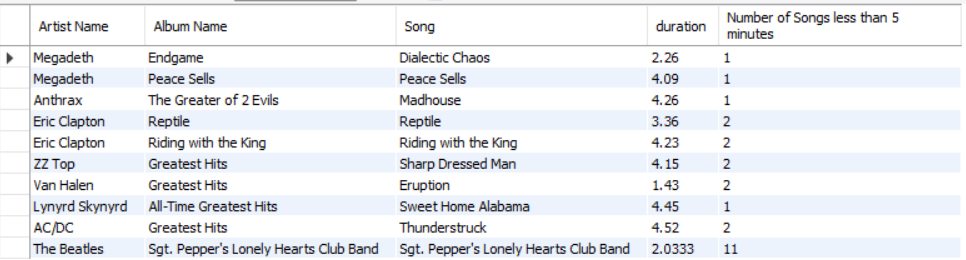 Artist Name Album Name Song duration Number of Songs less than 5 minutes
Megadeth Endgame Dialectic Chaos 2.26 1
Megadeth Peace Sells Peace Sells 4.09 1
Anthrax The Greater of 2 Evils Madhouse 4.26 1
Eric Clapton Reptile Reptile 3.36 2
Eric Clapton Riding with the King Riding with the King 4.23 2
ZZ Top Greatest Hits Sharp Dressed Man 4.15 2
Van Halen Greatest Hits Eruption 1.43 2
Lynyrd Skynyrd All-Time Greatest Hits Sweet Home Alabama 4.45 1
AC/DC Greatest Hits Thunderstruck 4.52 2
The Beatles Sgt. Pepper's Lonely Hearts Club Band Sgt. Pepper's Lonely Hearts Club Band 2.0333 11